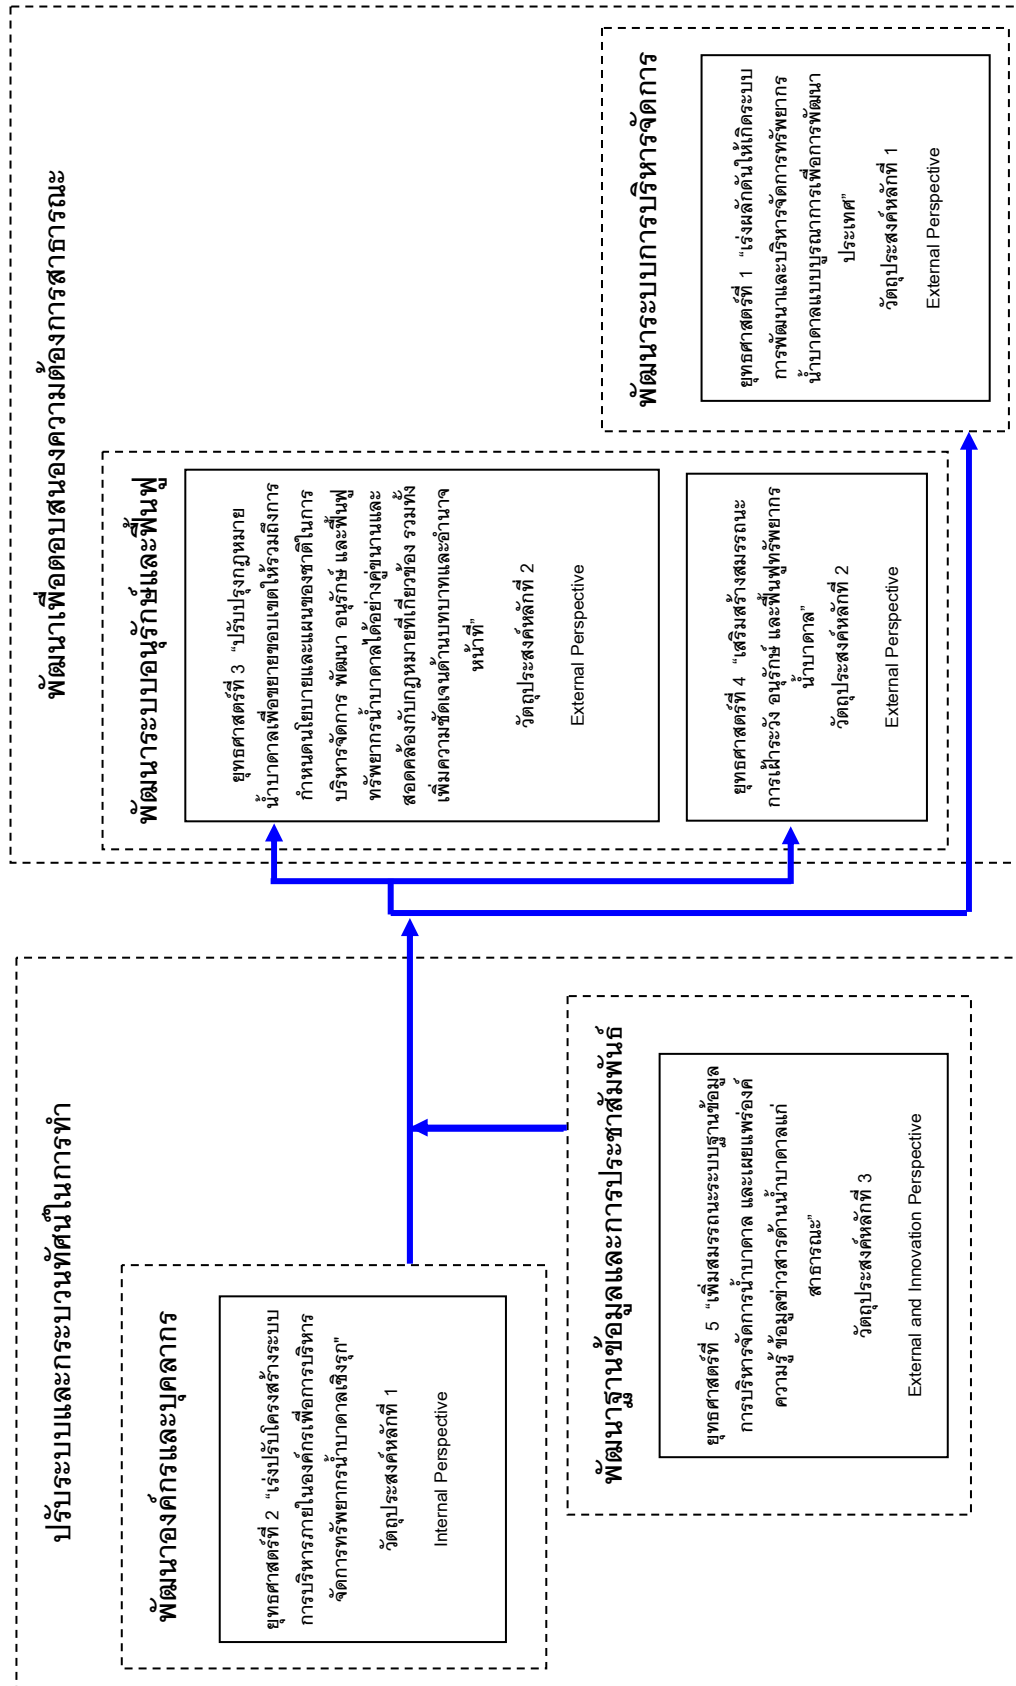 ปรับระบบและกระบวนทัศน์ในการทำ
พัฒนาองค์กรและบุคลากร
ยุทธศาสตร์ที่ 2 “เร่งปรับโครงสร้างระบบ
การบริหารภายในองค์กรเพื่อการบริหาร
จัดการทรัพยากรน้ำบาดาลเชิงรุก"
วัตถุประสงค์หลักที่ 1
Internal Perspective
พัฒนาฐานข้อมูลและการประชาสัมพันธ์
ยุทธศาสตร์ที่ 5 “เพิ่มสมรรถนะระบบฐานข้อมูล
การบริหารจัดการน้ำบาดาล และเผยแพร่องค์
ความรู้ ข้อมูลข่าวสารด้านน้ำบาดาลแก่
สาธารณะ”
วัตถุประสงค์หลักที่ 3
External and Innovation Perspective
พัฒนาเพื่อตอบสนองความต้องการสาธารณะ
พัฒนาระบบอนุรักษ์และฟื้นฟู
ยุทธศาสตร์ที่ 3 “ปรับปรุงกฎหมาย
น้ำบาดาลเพื่อขยายขอบเขตให้รวมถึงการ
กำหนดนโยบายและแผนของชาติในการ
บริหารจัดการ พัฒนา อนุรักษ์ และฟื้นฟู
ทรัพยากรน้ำบาดาลได้อย่างคู่ขนานและ
สอดคล้องกับกฎหมายที่เกี่ยวข้อง รวมทั้ง
เพิ่มความชัดเจนด้านบทบาทและอำนาจ
หน้าที่”
วัตถุประสงค์หลักที่ 2
External Perspective
ยุทธศาสตร์ที่ 4 “เสริมสร้างสมรรถนะ
การเฝ้าระวัง อนุรักษ์ และฟื้นฟูทรัพยากร
น้ำบาดาล”
วัตถุประสงค์หลักที่ 2
External Perspective
พัฒนาระบบการบริหารจัดการ
ยุทธศาสตร์ที่ 1 “เร่งผลักดันให้เกิดระบบ
การพัฒนาและบริหารจัดการทรัพยากร
น้ำบาดาลแบบบูรณาการเพื่อการพัฒนา
ประเทศ”
วัตถุประสงค์หลักที่ 1
External Perspective